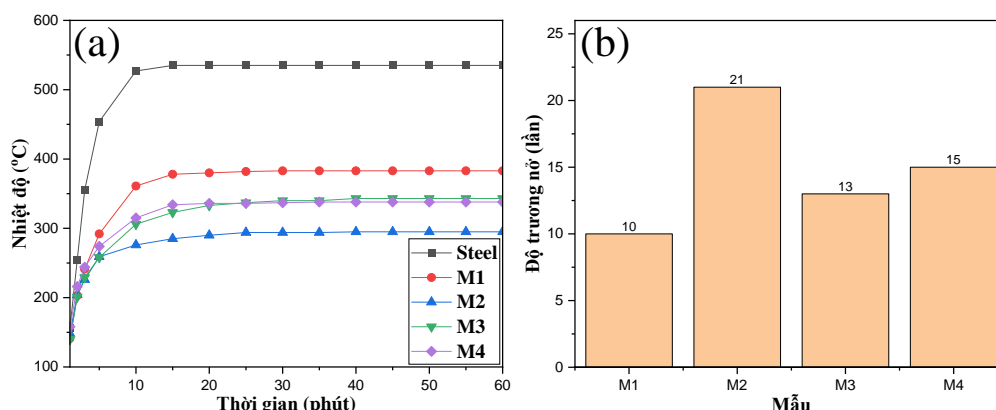 (a)
600
500
400
300
200
100
Nhiệt độ (°C)
10 20 30 40 50 60
Thời gian (phút)
Steel
M1
M2
M3
M4
(b)
25
20
15
10
5
0
Độ trương nở (lần)
10
21
13
15
M1 M2 M3 M4
Mẫu